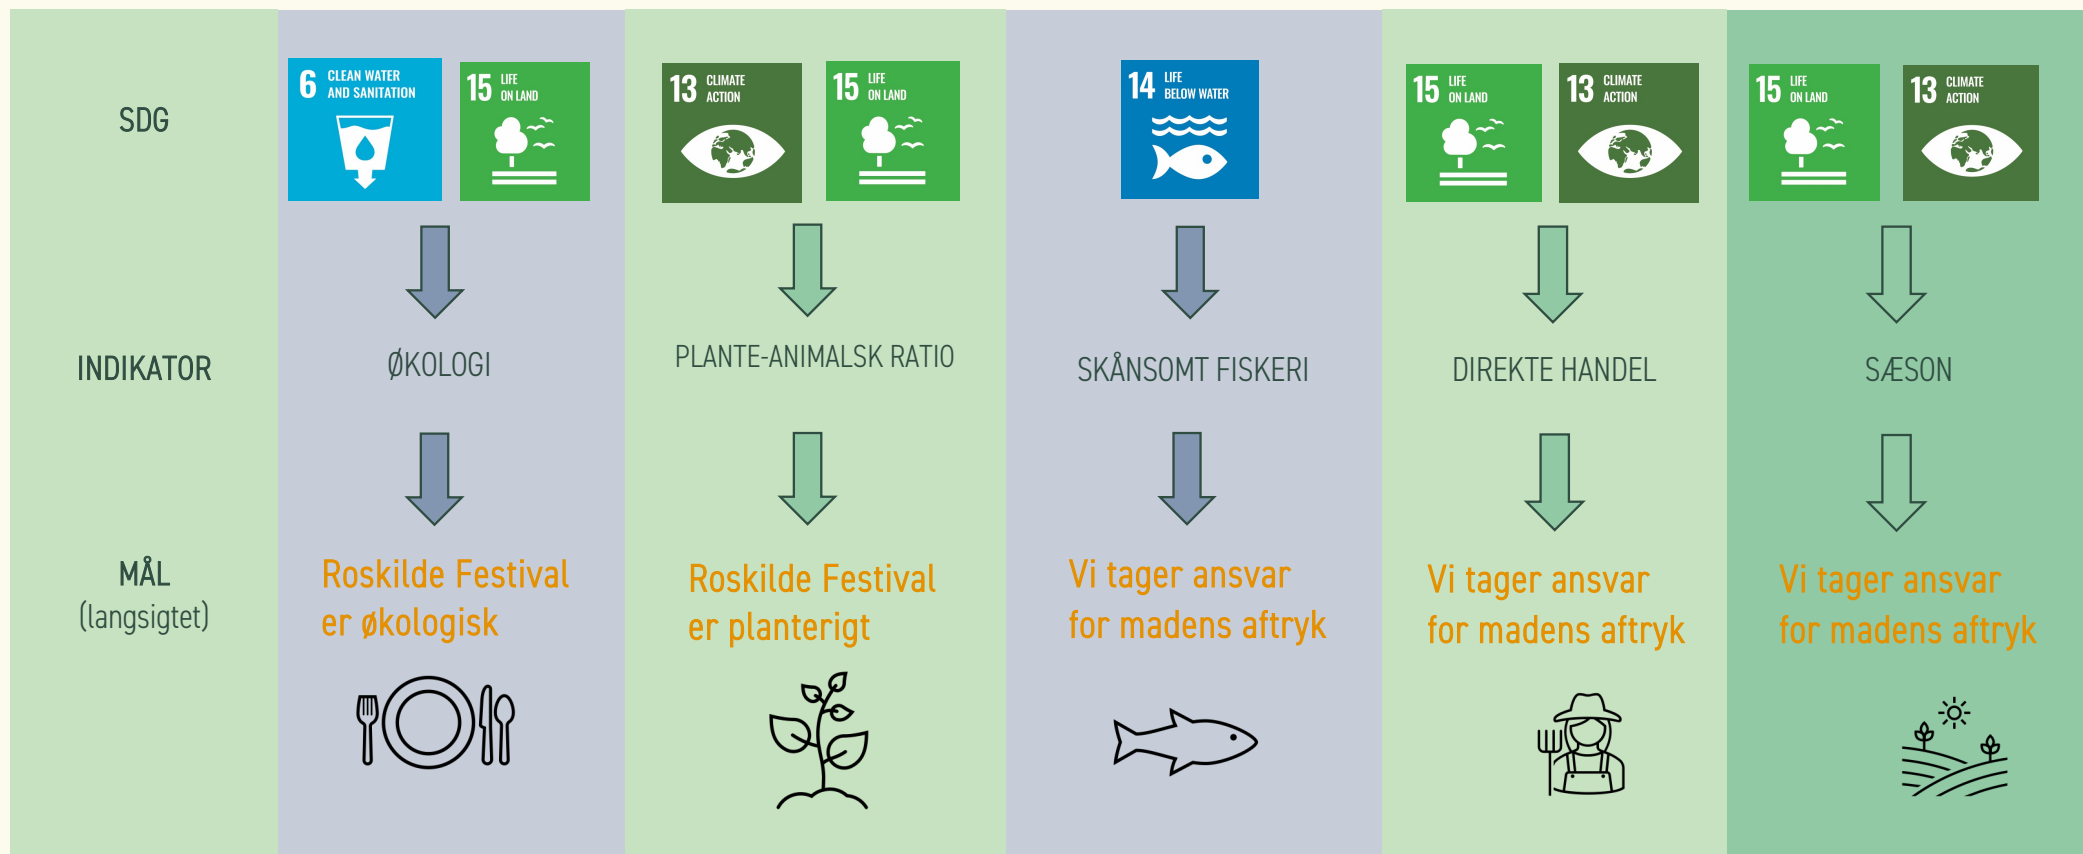 SDG
6 CLEAN WATER
AND SANITATION
15 LIFE
ON LAND
13 CLIMATE
ACTION
15 LIFE
ON LAND
14 LIFE
BELOW WATER
15 LIFE
ON LAND
13 CLIMATE
ACTION
15 LIFE
ON LAND
13 CLIMATE
ACTION
INDIKATOR
ØKOLOGI
PLANTE-ANIMALSK RATIO
SKÅNSOMT FISKERI
DIREKTE HANDEL
SÆSON
MÅL
(langsigtet)
Roskilde Festival
er økologisk
Roskilde Festival
er planterigt
Vi tager ansvar
for madens aftryk
Vi tager ansvar
for madens aftryk
Vi tager ansvar
for madens aftryk